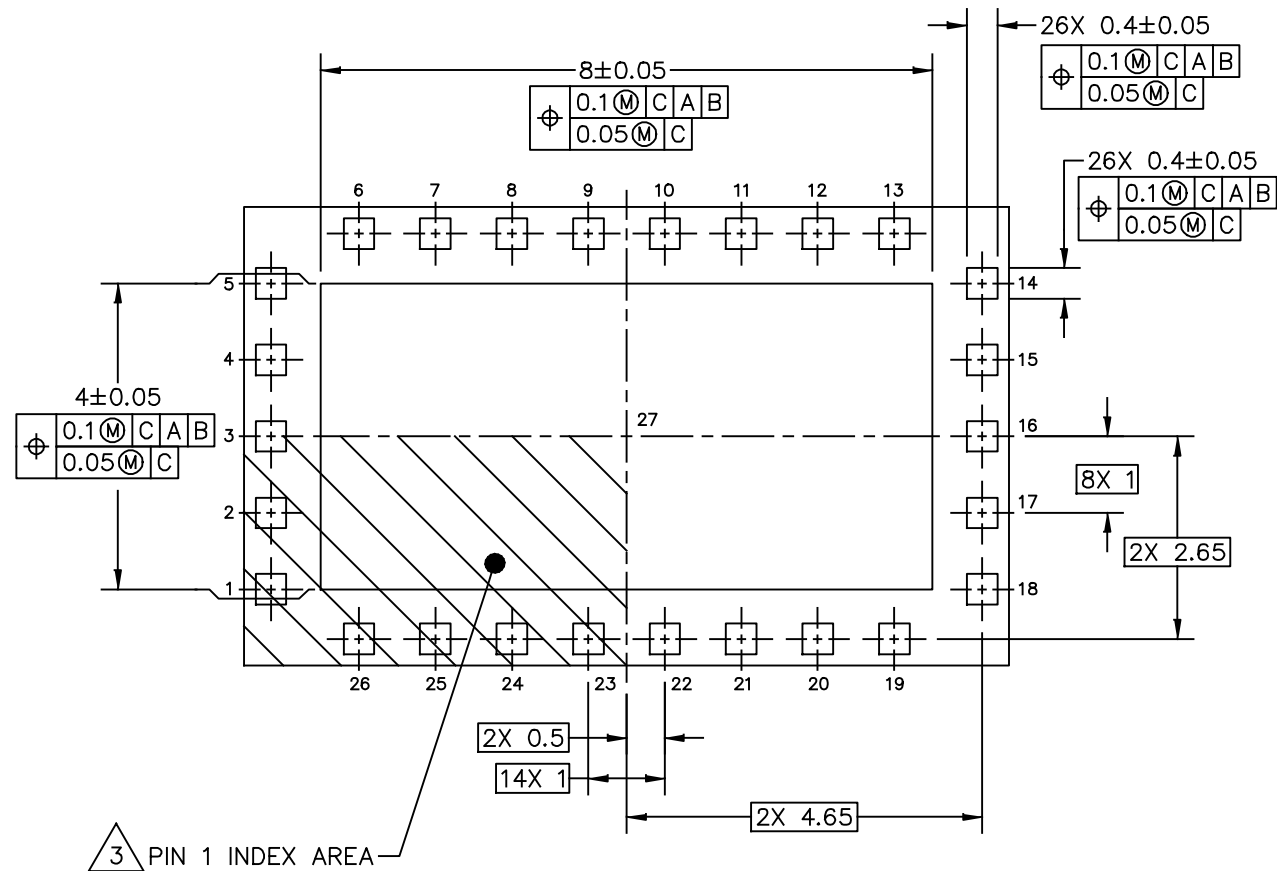 26X 0.4±0.05
⌖ 0.1Ⓜ C A B
0.05Ⓜ C
8±0.05
⌖ 0.1Ⓜ C A B
0.05Ⓜ C
26X 0.4±0.05
⌖ 0.1Ⓜ C A B
0.05Ⓜ C
6 7 8 9 10 11 12 13
5 14
4 15
4±0.05
⌖ 0.1Ⓜ C A B
0.05Ⓜ C
3 27 16
8X 1
2 17
2X 2.65
1 18
26 25 24 23 22 21 20 19
2X 0.5
14X 1
2X 4.65
3 PIN 1 INDEX AREA